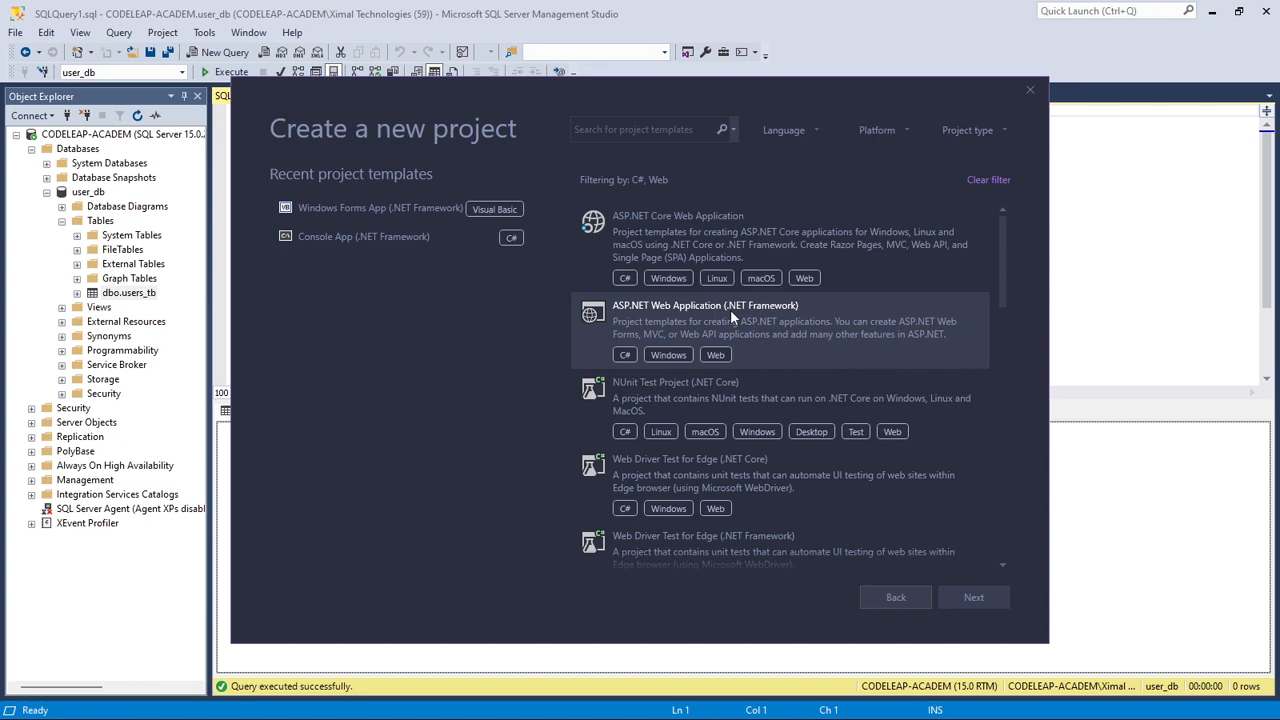 SQLQuery1.sql - CODELEAP-ACADEM.user_db (CODELEAP-ACADEM\Ximal Technologies (59)) - Microsoft SQL Server Management Studio
Quick Launch (Ctrl+Q)
File Edit View Query Project Tools Window Help
New Query
user_db Execute
Object Explorer
SQL
Connect
CODELEAP-ACADEM (SQL Server 15.0.
Databases
System Databases
Database Snapshots
user_db
Database Diagrams
Tables
System Tables
FileTables
External Tables
Graph Tables
dbo.users_tb
Views
External Resources
Synonyms
Programmability
Service Broker
Storage
Security
Security
Server Objects
Replication
PolyBase
Always On High Availability
Management
Integration Services Catalogs
SQL Server Agent (Agent XPs disabl
XEvent Profiler
100
Create a new project
Search for project templates
Language Platform Project type
Recent project templates
Windows Forms App (.NET Framework) Visual Basic
Console App (.NET Framework) C#
Filtering by: C#, Web Clear filter
ASP.NET Core Web Application
Project templates for creating ASP.NET Core applications for Windows, Linux and
macOS using .NET Core or .NET Framework. Create Razor Pages, MVC, Web API, and
Single Page (SPA) Applications.
C# Windows Linux macOS Web
ASP.NET Web Application (.NET Framework)
Project templates for creating ASP.NET applications. You can create ASP.NET Web
Forms, MVC, or Web API applications and add many other features in ASP.NET.
C# Windows Web
NUnit Test Project (.NET Core)
A project that contains NUnit tests that can run on .NET Core on Windows, Linux and
MacOS.
C# Linux macOS Windows Desktop Test Web
Web Driver Test for Edge (.NET Core)
A project that contains unit tests that can automate UI testing of web sites within
Edge browser (using Microsoft WebDriver).
C# Windows Web
Web Driver Test for Edge (.NET Framework)
A project that contains unit tests that can automate UI testing of web sites within
Edge browser (using Microsoft WebDriver).
Back Next
Query executed successfully. CODELEAP-ACADEM (15.0 RTM) CODELEAP-ACADEM\Ximal ... user_db 00:00:00 0 rows
Ready Ln 1 Col 1 Ch 1 INS